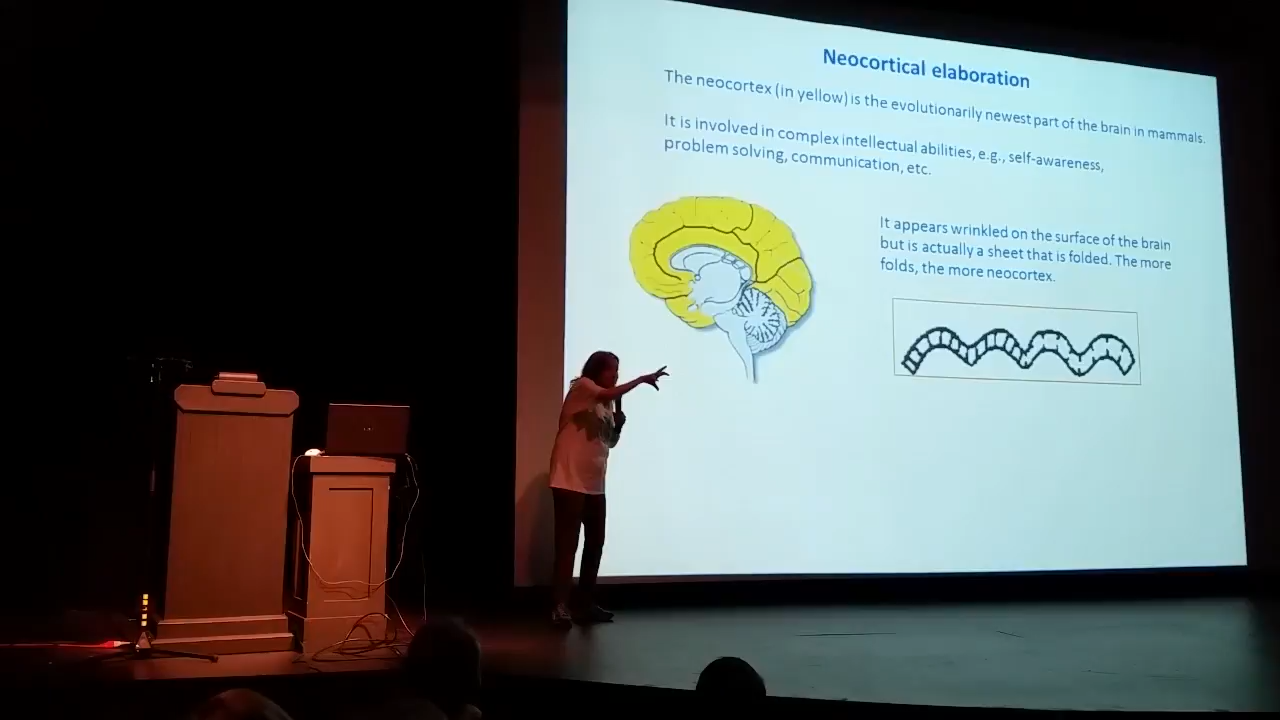 Neocortical elaboration
The neocortex (in yellow) is the evolutionarily newest part of the brain in mammals.
It is involved in complex intellectual abilities, e.g., self-awareness,
problem solving, communication, etc.
It appears wrinkled on the surface of the brain
but is actually a sheet that is folded. The more
folds, the more neocortex.